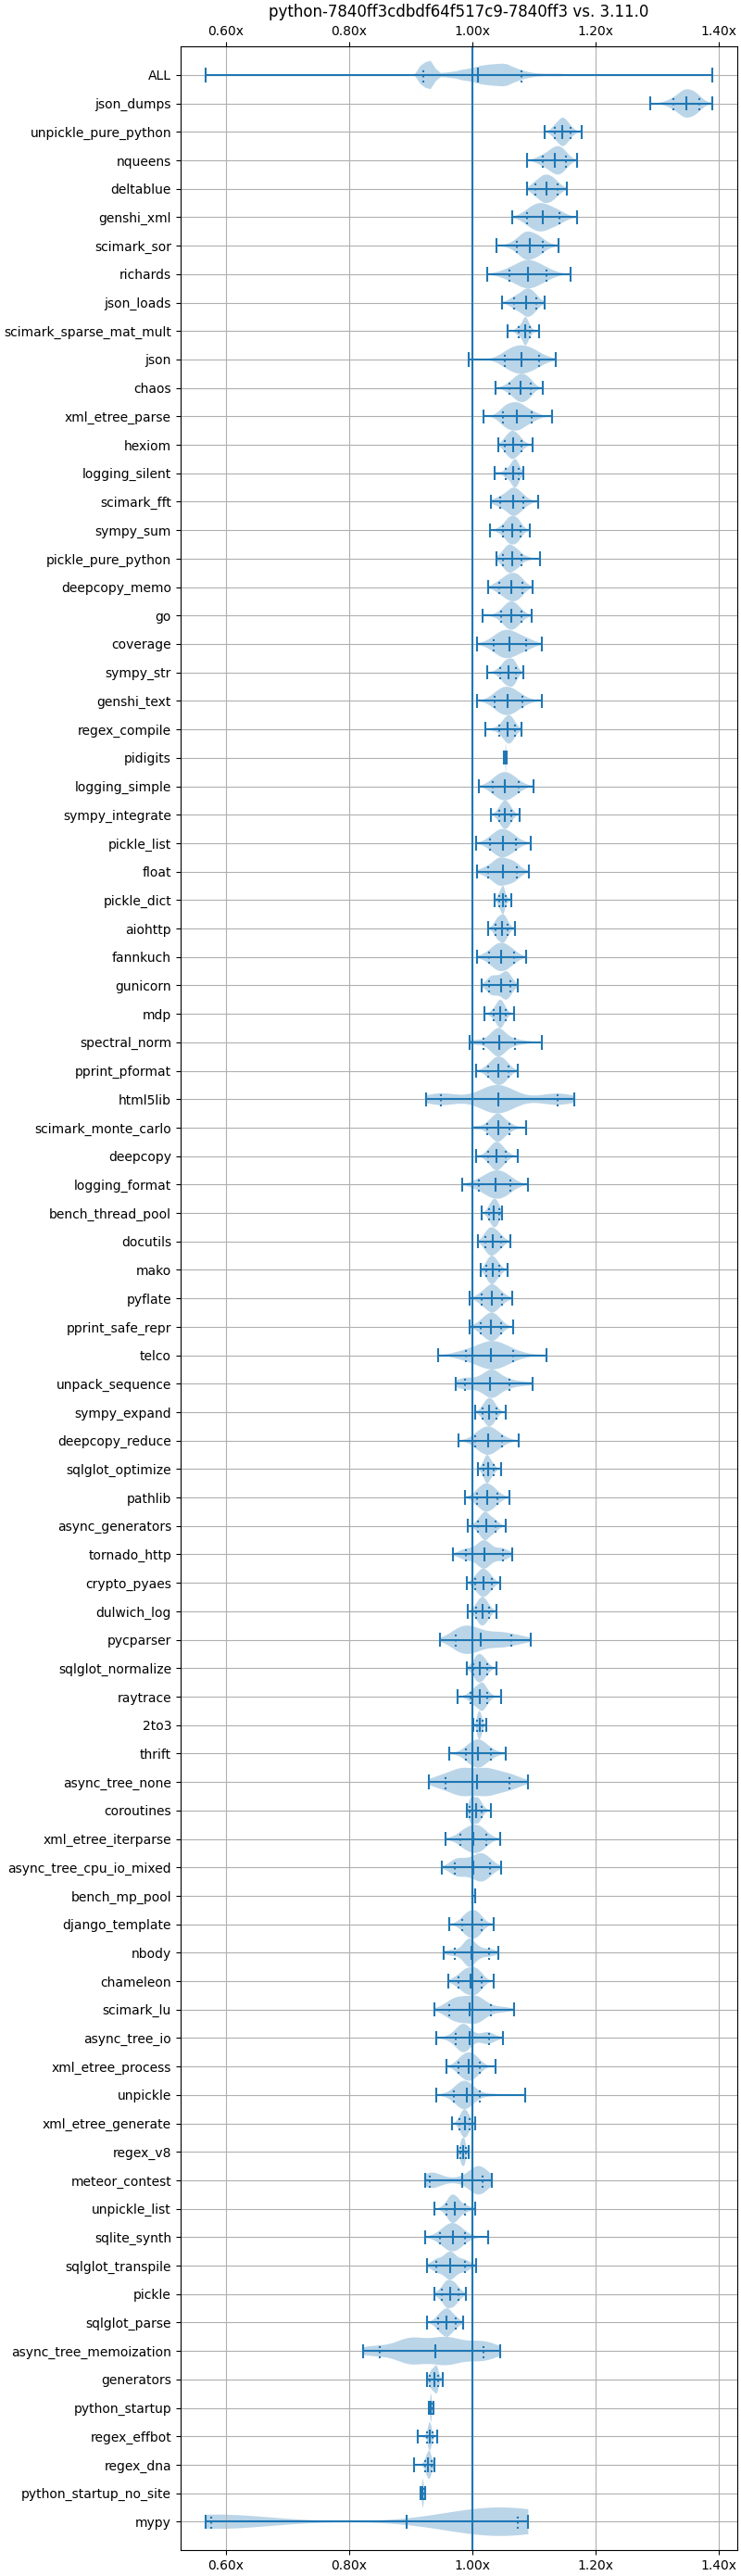 python-7840ff3cdbdf64f517c9-7840ff3 vs. 3.11.0
0.60x 0.80x 1.00x 1.20x 1.40x
ALL
json_dumps
unpickle_pure_python
nqueens
deltablue
genshi_xml
scimark_sor
richards
json_loads
scimark_sparse_mat_mult
json
chaos
xml_etree_parse
hexiom
logging_silent
scimark_fft
sympy_sum
pickle_pure_python
deepcopy_memo
go
coverage
sympy_str
genshi_text
regex_compile
pidigits
logging_simple
sympy_integrate
pickle_list
float
pickle_dict
aiohttp
fannkuch
gunicorn
mdp
spectral_norm
pprint_pformat
html5lib
scimark_monte_carlo
deepcopy
logging_format
bench_thread_pool
docutils
mako
pyflate
pprint_safe_repr
telco
unpack_sequence
sympy_expand
deepcopy_reduce
sqlglot_optimize
pathlib
async_generators
tornado_http
crypto_pyaes
dulwich_log
pycparser
sqlglot_normalize
raytrace
2to3
thrift
async_tree_none
coroutines
xml_etree_iterparse
async_tree_cpu_io_mixed
bench_mp_pool
django_template
nbody
chameleon
scimark_lu
async_tree_io
xml_etree_process
unpickle
xml_etree_generate
regex_v8
meteor_contest
unpickle_list
sqlite_synth
sqlglot_transpile
pickle
sqlglot_parse
async_tree_memoization
generators
python_startup
regex_effbot
regex_dna
python_startup_no_site
mypy
0.60x 0.80x 1.00x 1.20x 1.40x